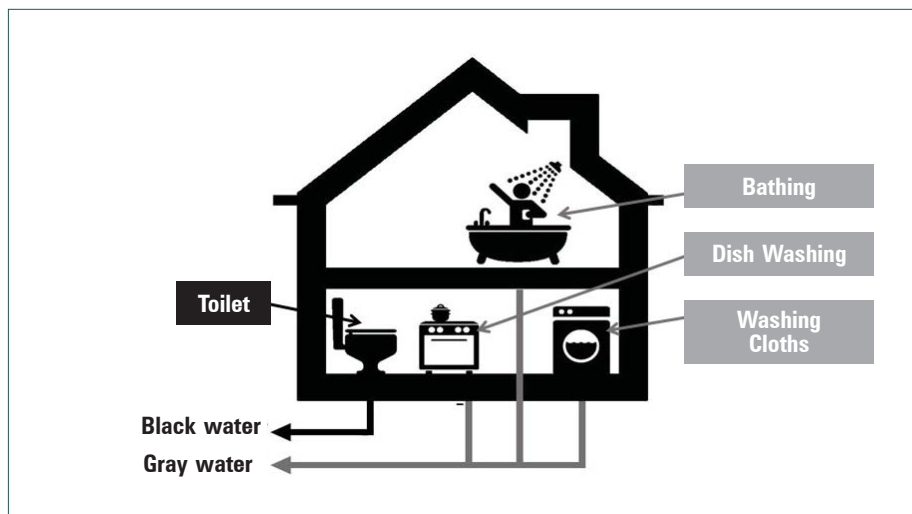 Bathing
Dish Washing
Toilet
Washing
Cloths
Black water
Gray water